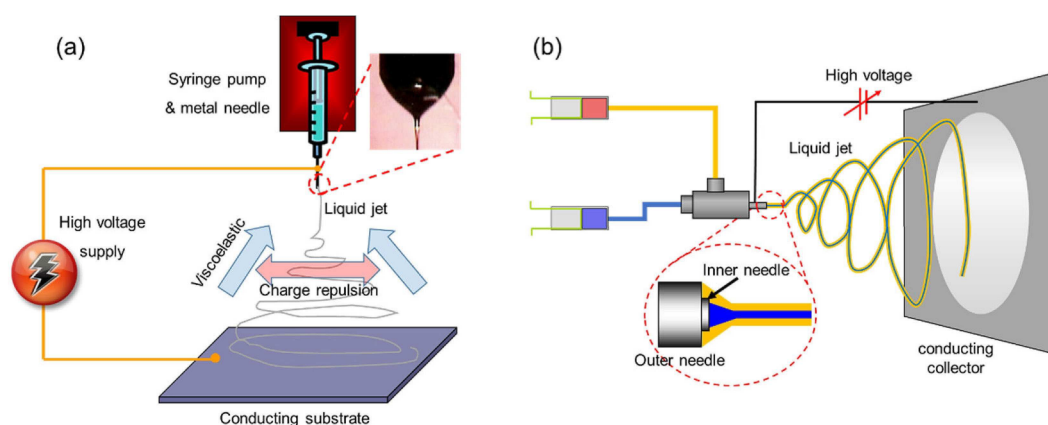 (a)
Syringe pump
& metal needle
Liquid jet
High voltage
supply
Viscoelastic
Charge repulsion
Conducting substrate
(b)
High voltage
Liquid jet
Inner needle
Outer needle
conducting
collector